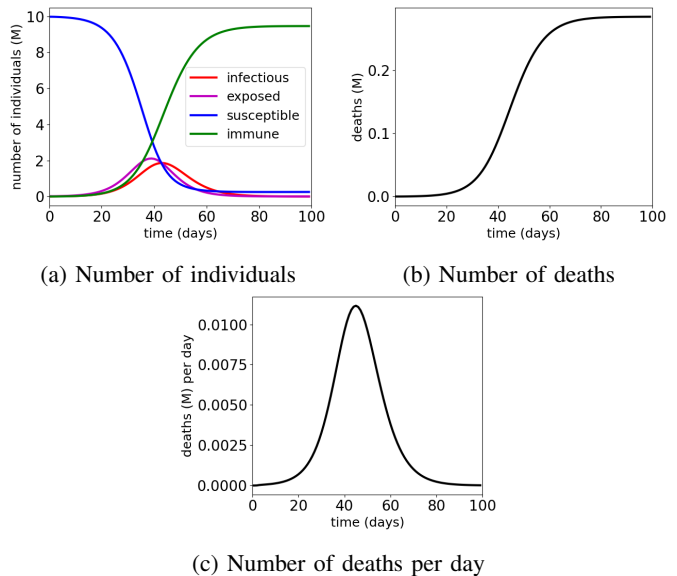 10
8
6
4
2
0
number of individuals (M)
infectious
exposed
susceptible
immune
0 20 40 60 80 100
time (days)
0.2
0.1
0.0
deaths (M)
0 20 40 60 80 100
time (days)
(a) Number of individuals
(b) Number of deaths
0.0100
0.0075
0.0050
0.0025
0.0000
deaths (M) per day
0 20 40 60 80 100
time (days)
(c) Number of deaths per day